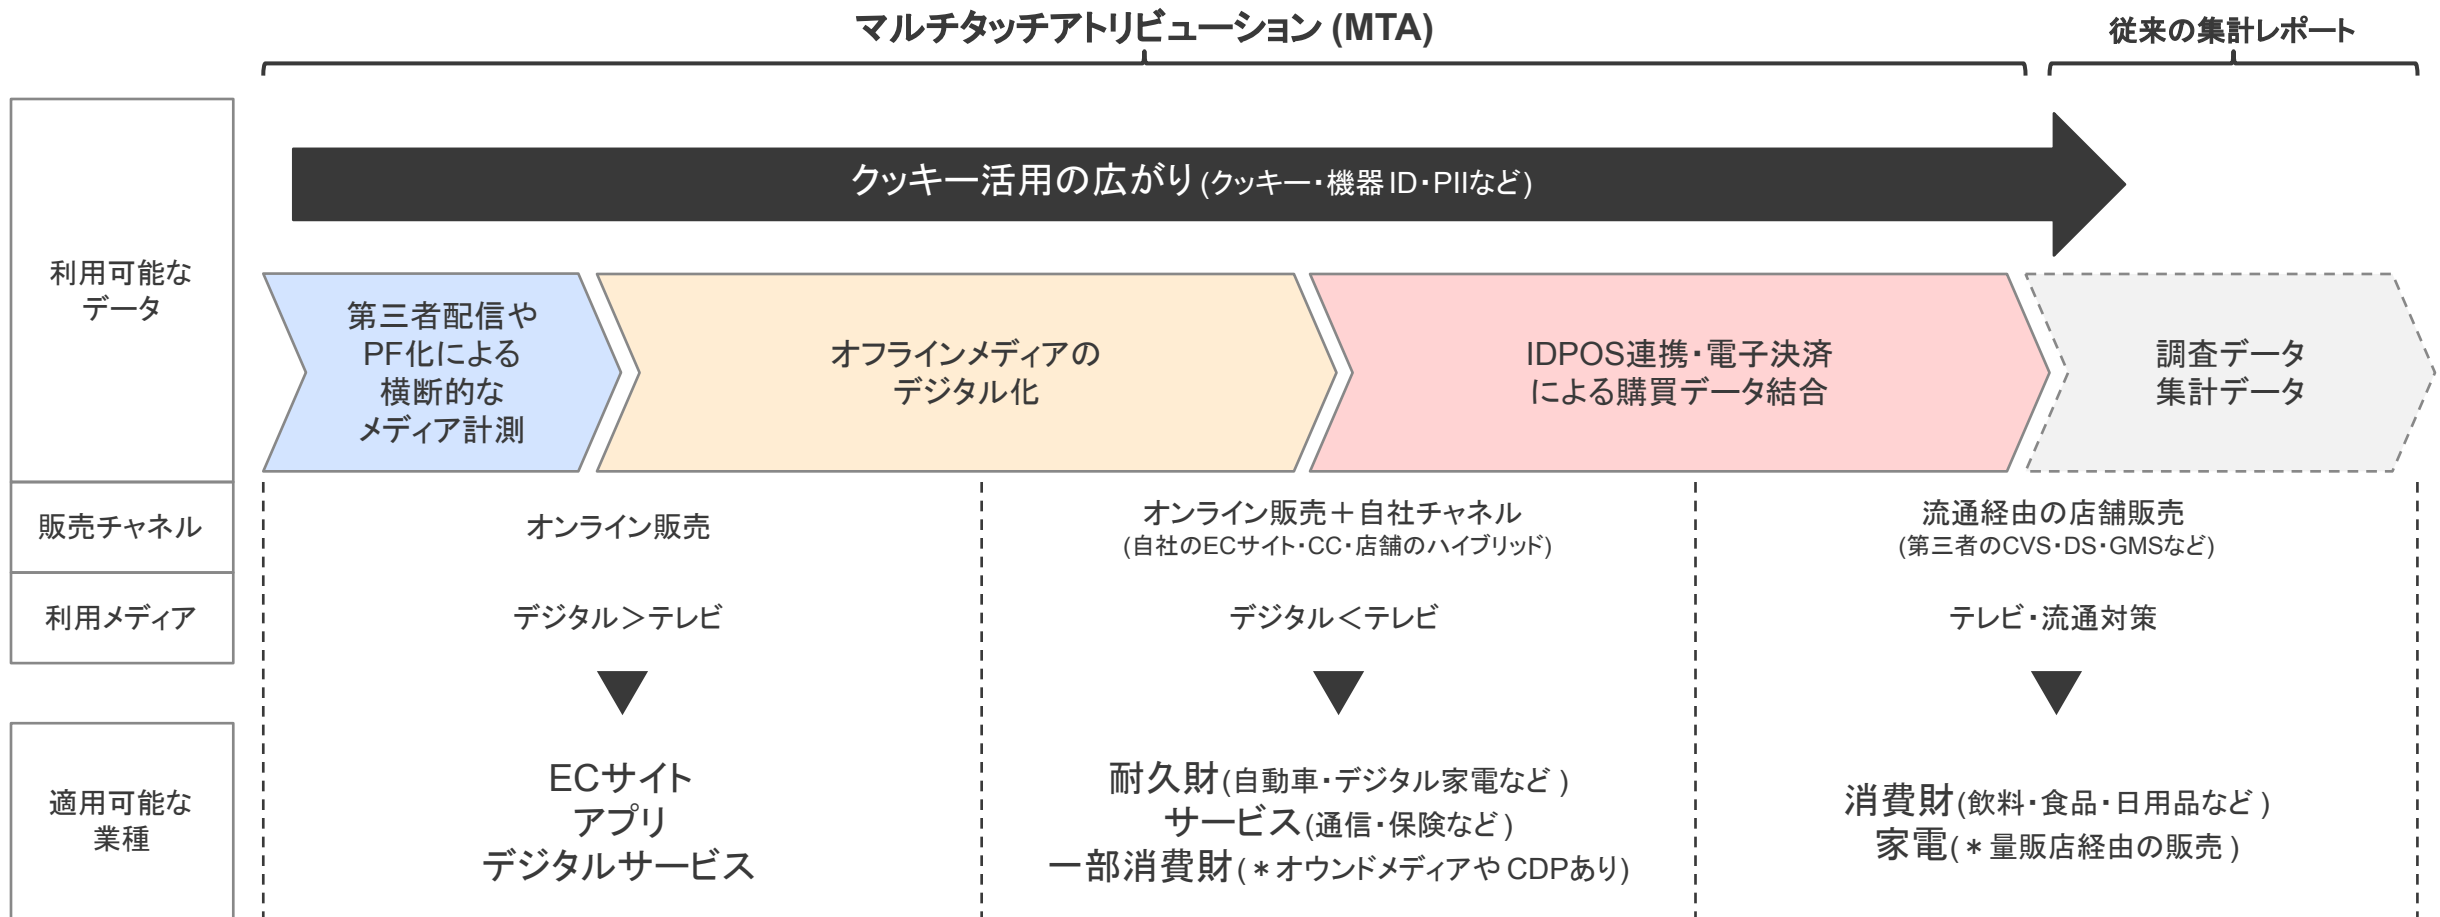 マルチタッチアトリビューション (MTA)
従来の集計レポート
クッキー活用の広がり(クッキー・機器ID・PIIなど)
利用可能な
データ
第三者配信や
PF化による
横断的な
メディア計測
オフラインメディアの
デジタル化
IDPOS連携・電子決済
による購買データ結合
調査データ
集計データ
販売チャネル
オンライン販売
オンライン販売＋自社チャネル
(自社のECサイト・CC・店舗のハイブリッド)
流通経由の店舗販売
(第三者のCVS・DS・GMSなど)
利用メディア
デジタル＞テレビ
デジタル＜テレビ
テレビ・流通対策
適用可能な
業種
ECサイト
アプリ
デジタルサービス
耐久財(自動車・デジタル家電など)
サービス(通信・保険など)
一部消費財(＊オウンドメディアやCDPあり)
消費財(飲料・食品・日用品など)
家電(＊量販店経由の販売)